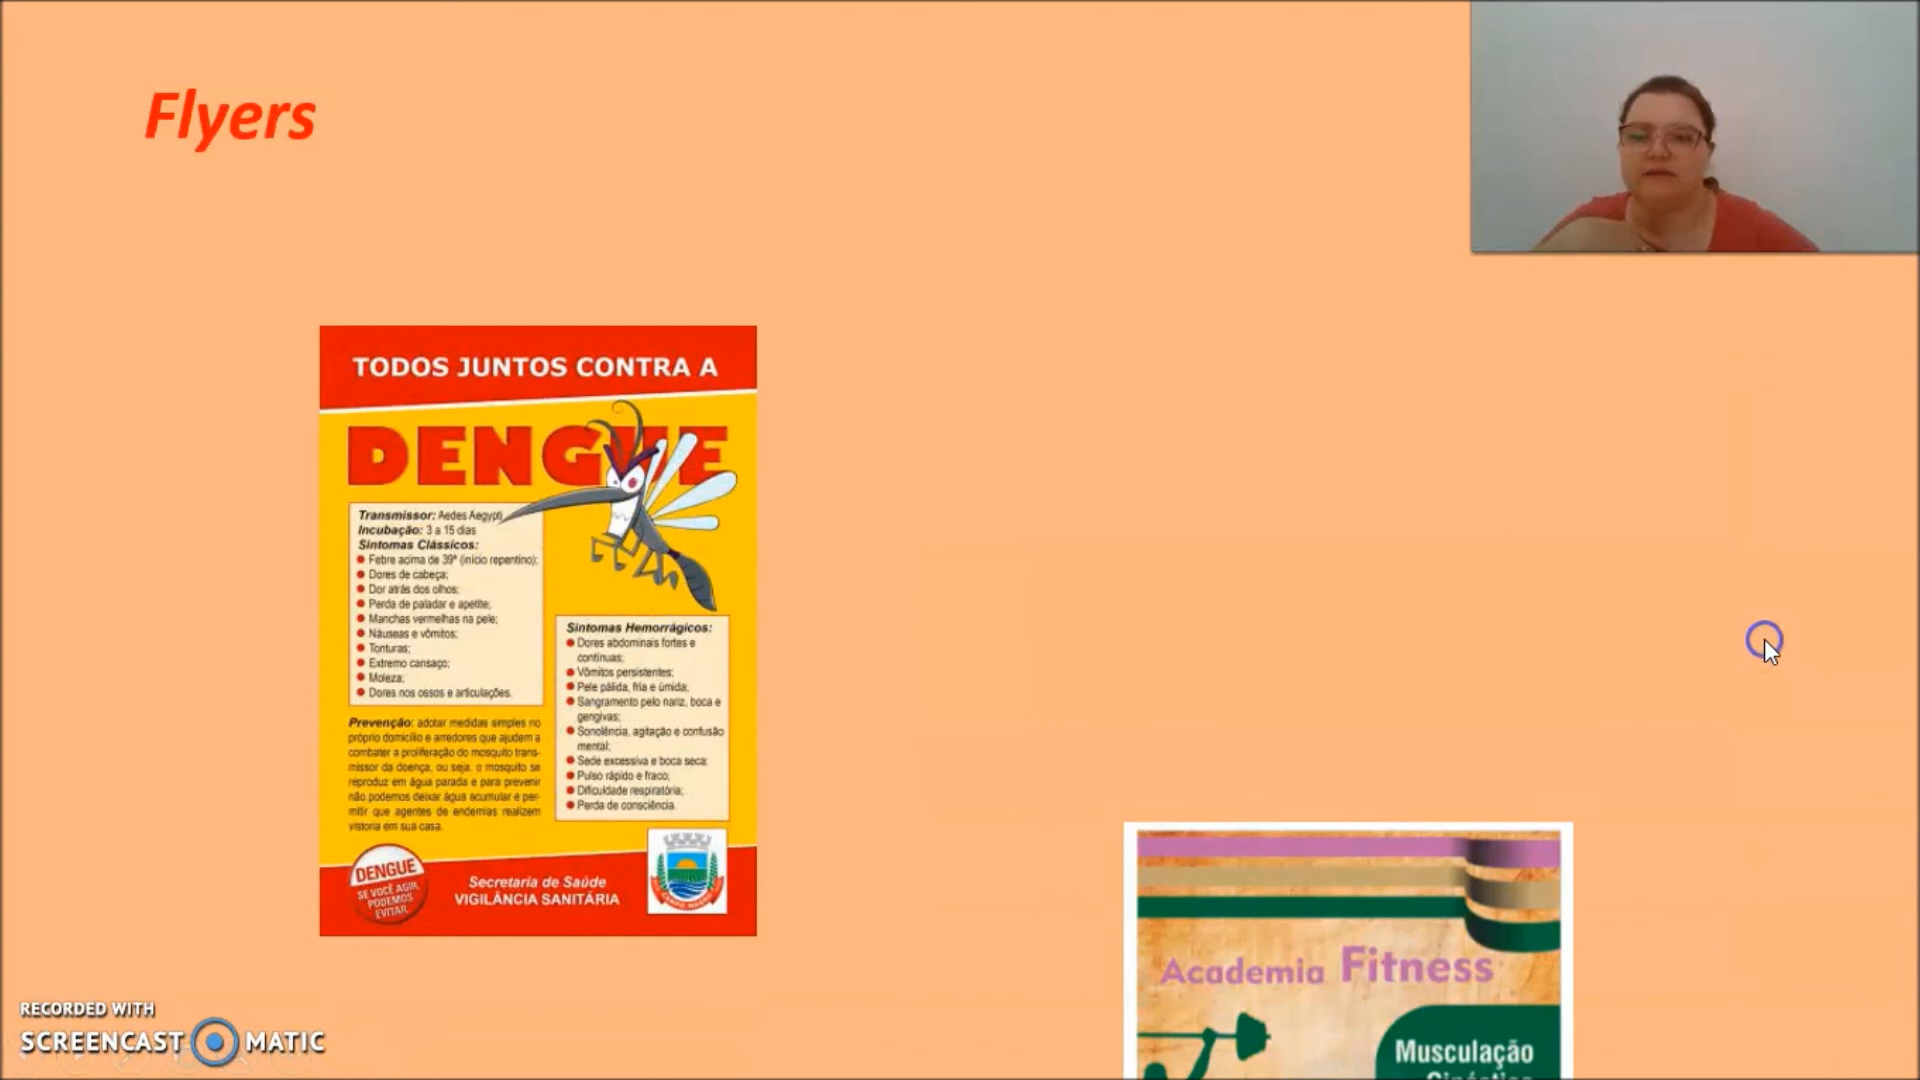 Flyers
TODOS JUNTOS CONTRA A
DENGUE
Transmissor: Aedes Aegypti
Incubação: 3 a 15 dias
Sintomas Clássicos:
Febre acima de 39ª (início repentino);
Dores de cabeça;
Dor atrás dos olhos;
Perda de paladar e apetite;
Manchas vermelhas na pele;
Náuseas e vômitos;
Tonturas;
Extremo cansaço;
Moleza;
Dores nos ossos e articulações.
Prevenção: adotar medidas simples no
próprio domicílio e arredores que ajudem a
combater a proliferação do mosquito trans-
missor da doença, ou seja, o mosquito se
reproduz em água parada e para prevenir
não podemos deixar água acumular e per-
mitir que agentes de endemias realizem
vistoria em sua casa.
Sintomas Hemorrágicos:
Dores abdominais fortes e
contínuas;
Vômitos persistentes;
Pele pálida, fria e úmida;
Sangramento pelo nariz, boca e
gengivas;
Sonolência, agitação e confusão
mental;
Sede excessiva e boca seca;
Pulso rápido e fraco;
Dificuldade respiratória;
Perda de consciência.
DENGUE
SE VOCÊ AGIR,
PODEMOS
EVITAR
Secretaria de Saúde
VIGILÂNCIA SANITÁRIA
CAMPO MAGRO
Academia Fitness
Musculação
RECORDED WITH
SCREENCAST MATIC